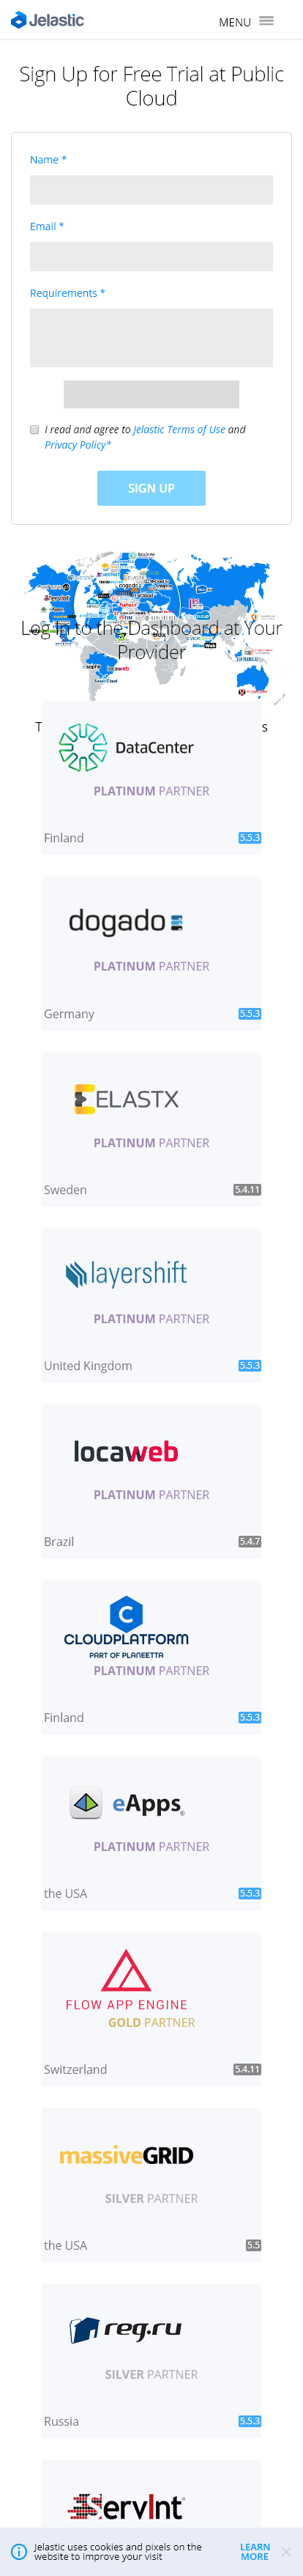 Jelastic
MENU
Sign Up for Free Trial at Public
Cloud
Name *
Email *
Requirements *
I read and agree to Jelastic Terms of Use and
Privacy Policy*
SIGN UP
Log In to the Dashboard at Your
Provider
DataCenter
PLATINUM PARTNER
Finland 5.5.3
dogado
PLATINUM PARTNER
Germany 5.5.3
ELASTX
PLATINUM PARTNER
Sweden 5.4.11
layershift
PLATINUM PARTNER
United Kingdom 5.5.3
locaweb
PLATINUM PARTNER
Brazil 5.4.7
CLOUDPLATFORM
PART OF PLANEETTA
PLATINUM PARTNER
Finland 5.5.3
eApps®
PLATINUM PARTNER
the USA 5.5.3
FLOW APP ENGINE
GOLD PARTNER
Switzerland 5.4.11
massiveGRID
SILVER PARTNER
the USA 5.5
reg.ru
SILVER PARTNER
Russia 5.5.3
ServInt
Jelastic uses cookies and pixels on the
website to improve your visit
LEARN
MORE